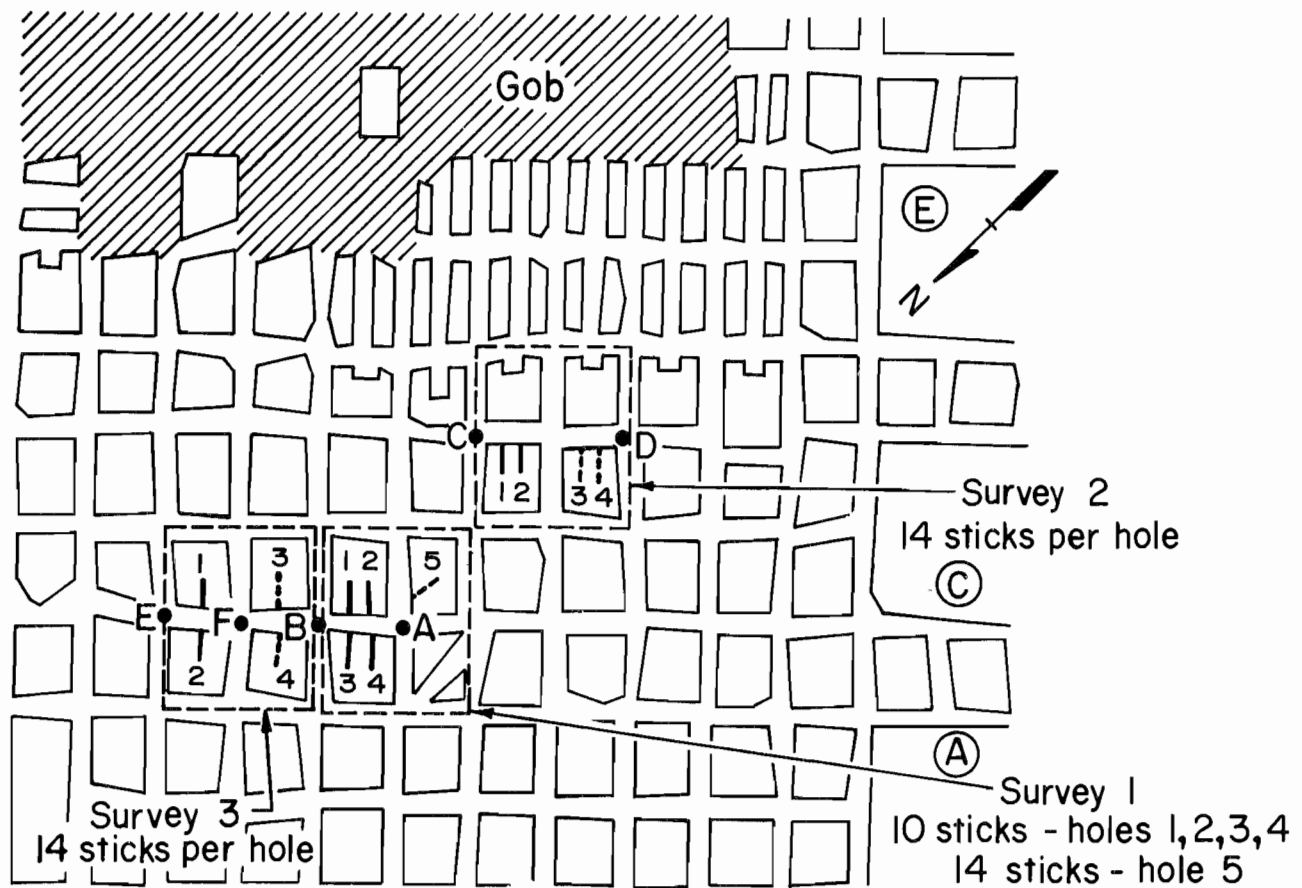 Gob
E
N
C
D
1 2
3 4
Survey 2
14 sticks per hole
1
3
1 2
5
C
E
F
B
A
2
4
3 4
A
Survey 3
14 sticks per hole
Survey 1
10 sticks - holes 1,2,3,4
14 sticks - hole 5